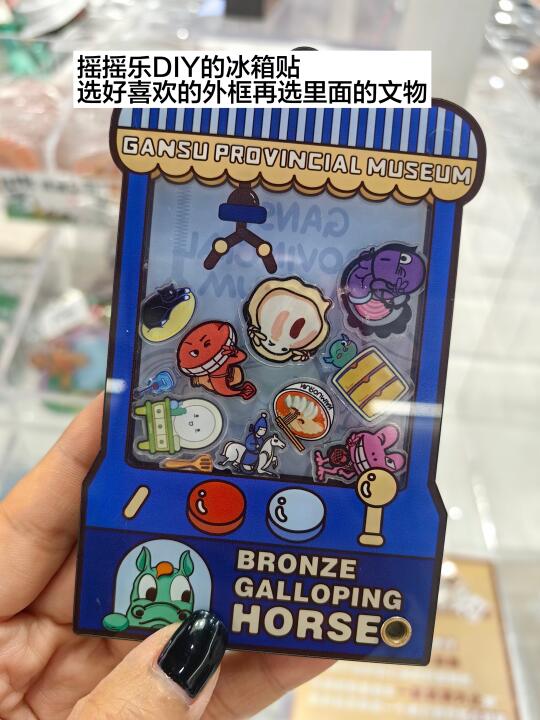 摇摇乐DIY的冰箱贴
选好喜欢的外框再选里面的文物
GANSU PROVINCIAL MUSEUM
BRONZE
GALLOPING
HORSE